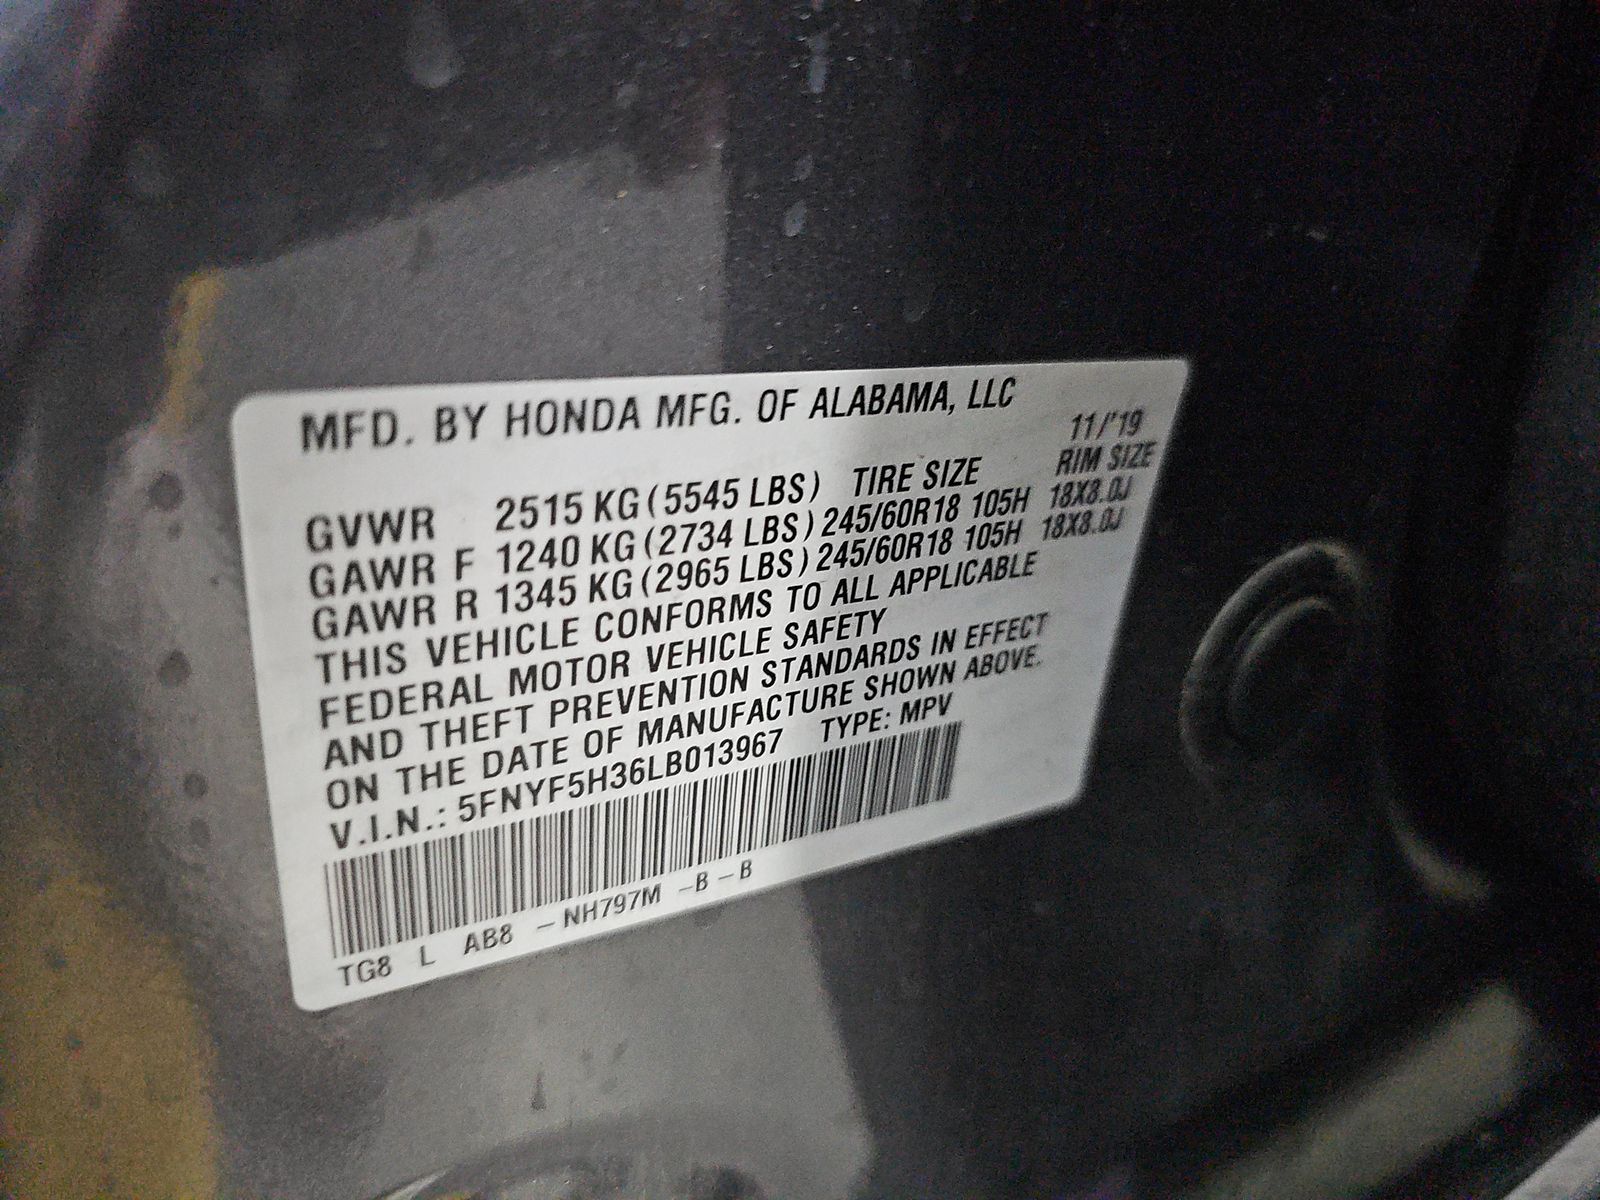 MFD. BY HONDA MFG. OF ALABAMA, LLC
11/'19
GVWR 2515 KG (5545 LBS) TIRE SIZE RIM SIZE
GAWR F 1240 KG (2734 LBS) 245/60R18 105H 18X8.0J
GAWR R 1345 KG (2965 LBS) 245/60R18 105H 18X8.0J
THIS VEHICLE CONFORMS TO ALL APPLICABLE
FEDERAL MOTOR VEHICLE SAFETY
AND THEFT PREVENTION STANDARDS IN EFFECT
ON THE DATE OF MANUFACTURE SHOWN ABOVE.
V.I.N.: 5FNYF5H36LB013967 TYPE: MPV
TG8 L AB8 -NH797M -B-B